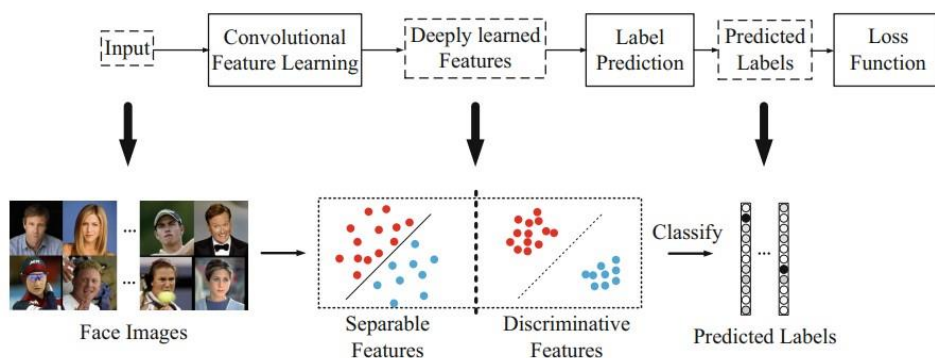 Input
Convolutional
Feature Learning
Deeply learned
Features
Label
Prediction
Predicted
Labels
Loss
Function
...
...
Classify
...
Face Images
Separable
Features
Discriminative
Features
Predicted Labels